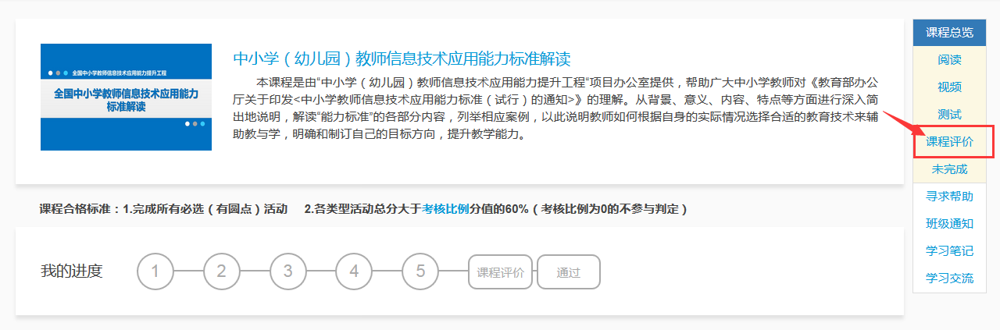 全国中小学教师信息技术应用能力提升工程
全国中小学教师信息技术应用能力
标准解读
中小学（幼儿园）教师信息技术应用能力标准解读
本课程是由“中小学（幼儿园）教师信息技术应用能力提升工程“项目办公室提供，帮助广大中小学教师对《教育部办公
厅关于印发<中小学教师信息技术应用能力标准（试行）的通知>》的理解。从背景、意义、内容、特点等方面进行深入简
出地说明，解读“能力标准”的各部分内容，列举相应案例，以此说明教师如何根据自身的实际情况选择合适的教育技术来辅
助教与学，明确和制订自己的目标方向，提升教学能力。
课程合格标准：1.完成所有必选（有圆点）活动 2.各类型活动总分大于考核比例分值的60%（考核比例为0的不参与判定）
我的进度 1 2 3 4 5 课程评价 通过
课程总览
阅读
视频
测试
课程评价
未完成
寻求帮助
班级通知
学习笔记
学习交流